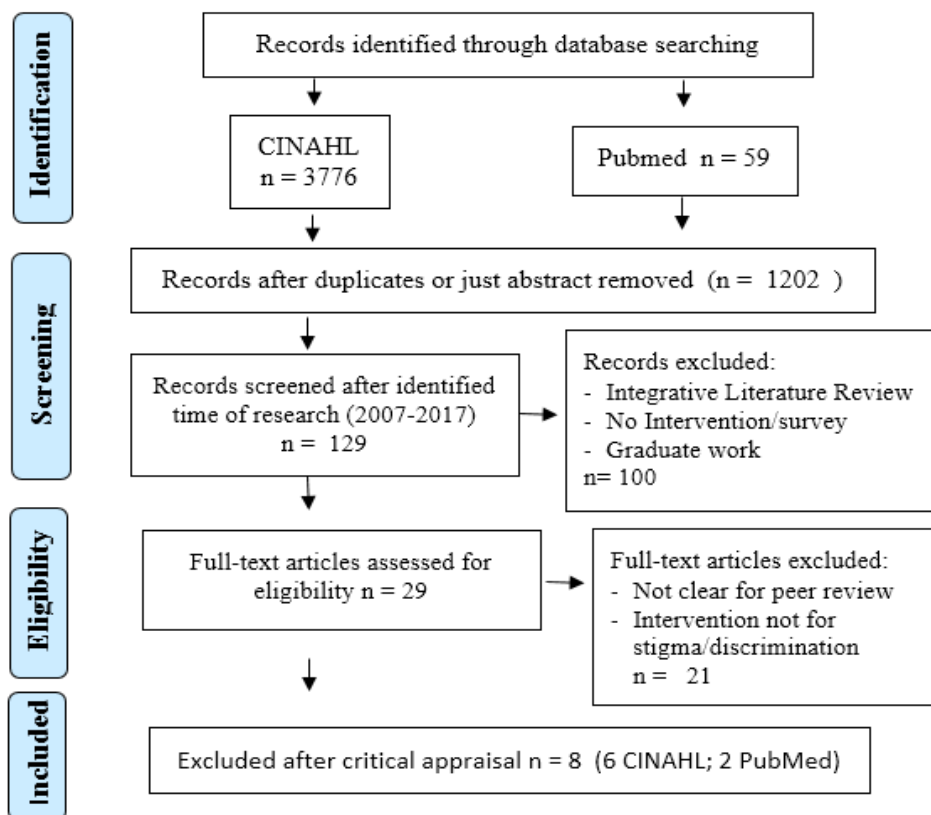 Identification
Records identified through database searching
CINAHL
n = 3776
Pubmed n = 59
Screening
Records after duplicates or just abstract removed (n = 1202 )
Records screened after identified
time of research (2007-2017)
n = 129
Records excluded:
- Integrative Literature Review
- No Intervention/survey
- Graduate work
n= 100
Eligibility
Full-text articles assessed for
eligibility n = 29
Full-text articles excluded:
- Not clear for peer review
- Intervention not for
stigma/discrimination
n = 21
Included
Excluded after critical appraisal n = 8 (6 CINAHL; 2 PubMed)